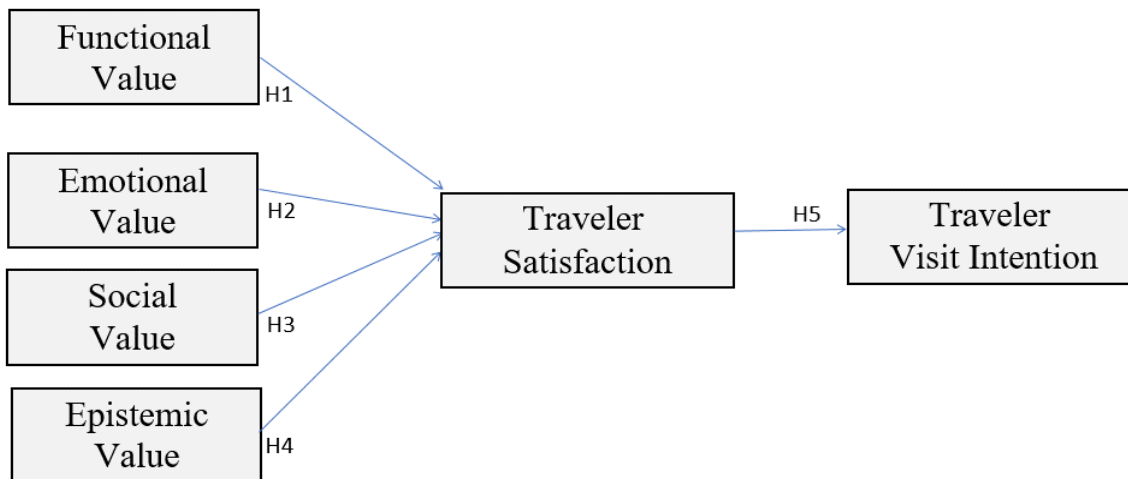 Functional
Value
H1
Emotional
Value
H2
Social
Value
H3
Epistemic
Value
H4
Traveler
Satisfaction
H5
Traveler
Visit Intention